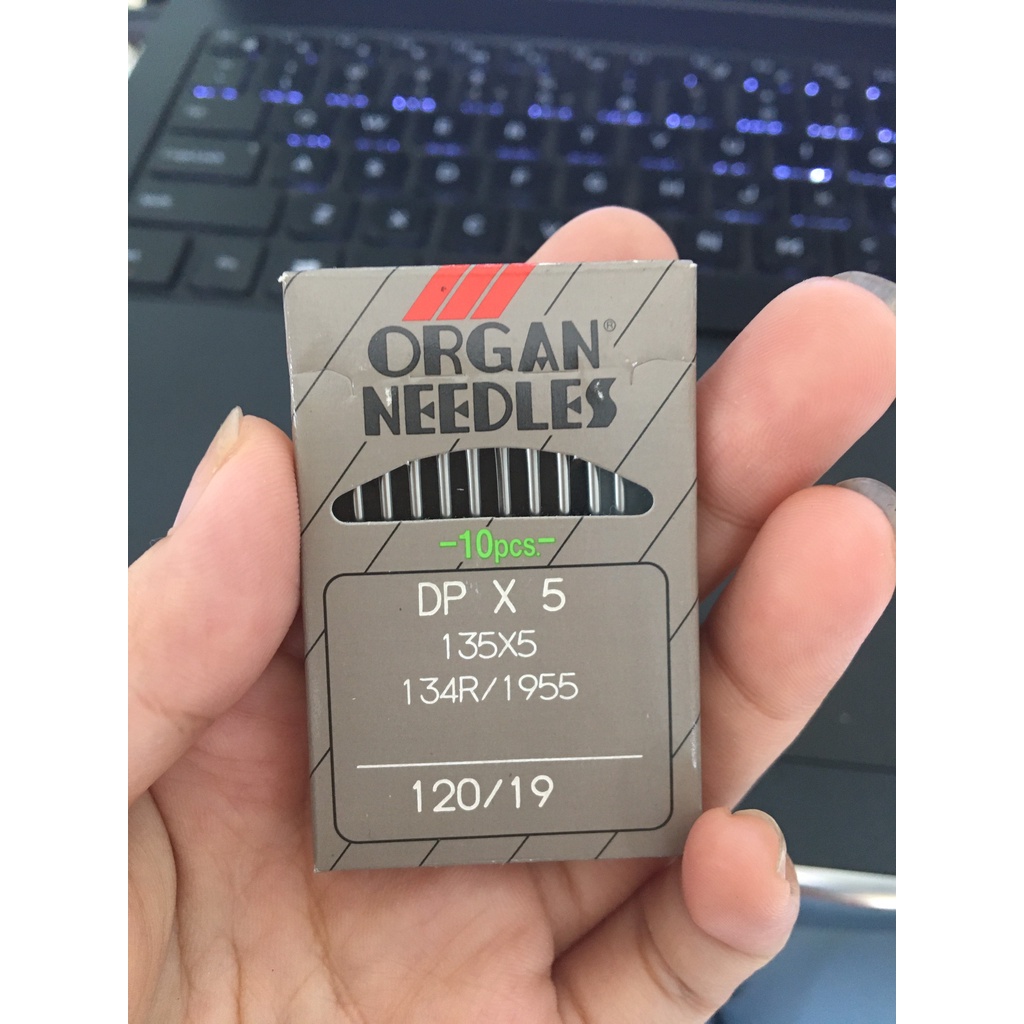 ORGAN®
NEEDLES
-10pcs.-
DP X 5
135X5
134R/1955
120/19